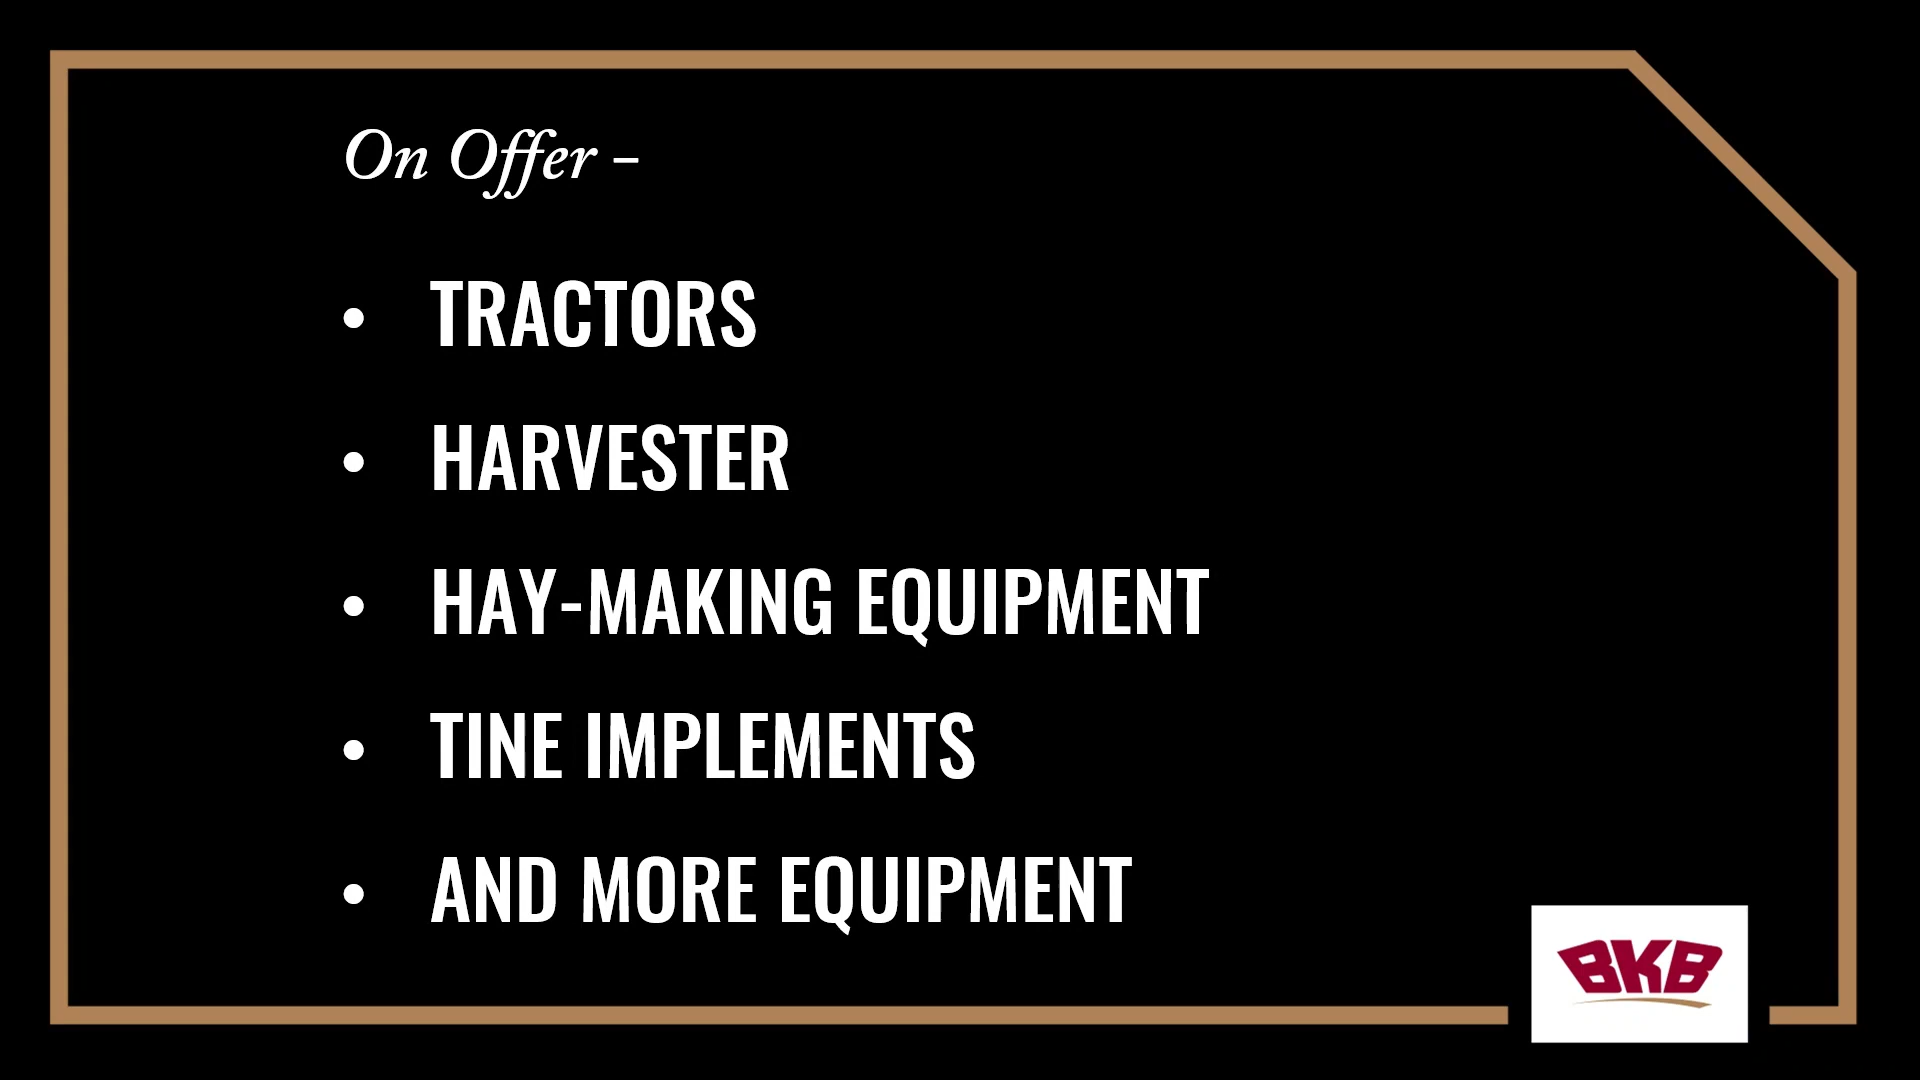 On Offer –
• TRACTORS
• HARVESTER
• HAY-MAKING EQUIPMENT
• TINE IMPLEMENTS
• AND MORE EQUIPMENT
BKB